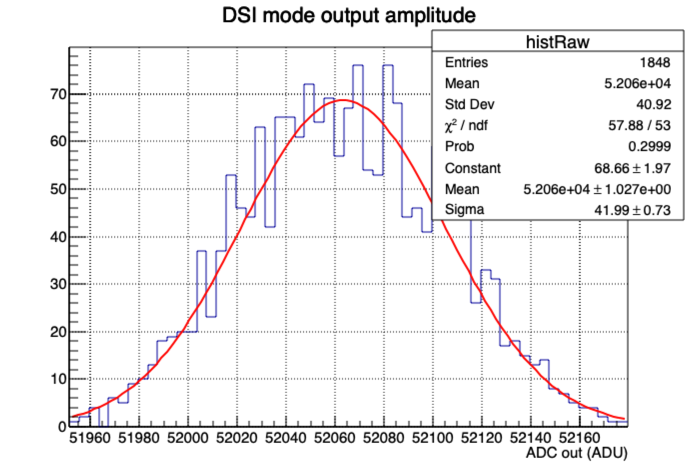 DSI mode output amplitude
histRaw
Entries 1848
Mean 5.206e+04
Std Dev 40.92
χ² / ndf 57.88 / 53
Prob 0.2999
Constant 68.66 ± 1.97
Mean 5.206e+04 ± 1.027e+00
Sigma 41.99 ± 0.73
70
60
50
40
30
20
10
0
51960 51980 52000 52020 52040 52060 52080 52100 52120 52140 52160
ADC out (ADU)